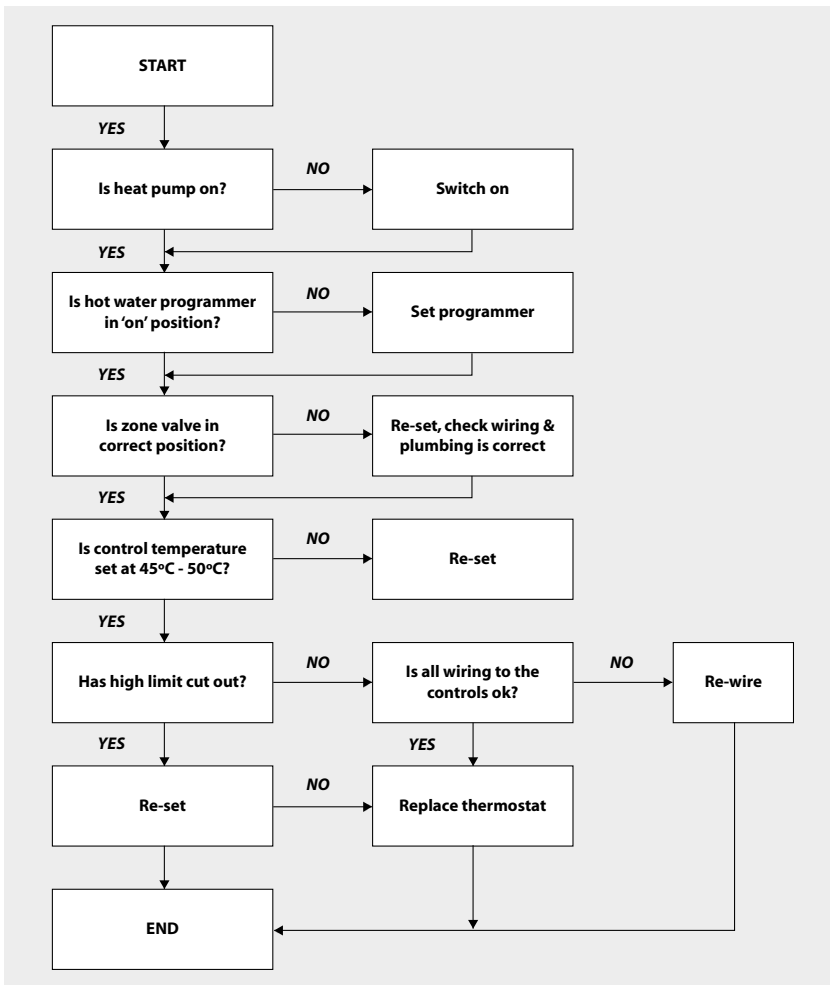 START
YES
Is heat pump on?
NO
Switch on
YES
Is hot water programmer
in ‘on’ position?
NO
Set programmer
YES
Is zone valve in
correct position?
NO
Re-set, check wiring &
plumbing is correct
YES
Is control temperature
set at 45ºC - 50ºC?
NO
Re-set
YES
Has high limit cut out?
NO
Is all wiring to the
controls ok?
NO
Re-wire
YES
YES
Re-set
NO
Replace thermostat
END